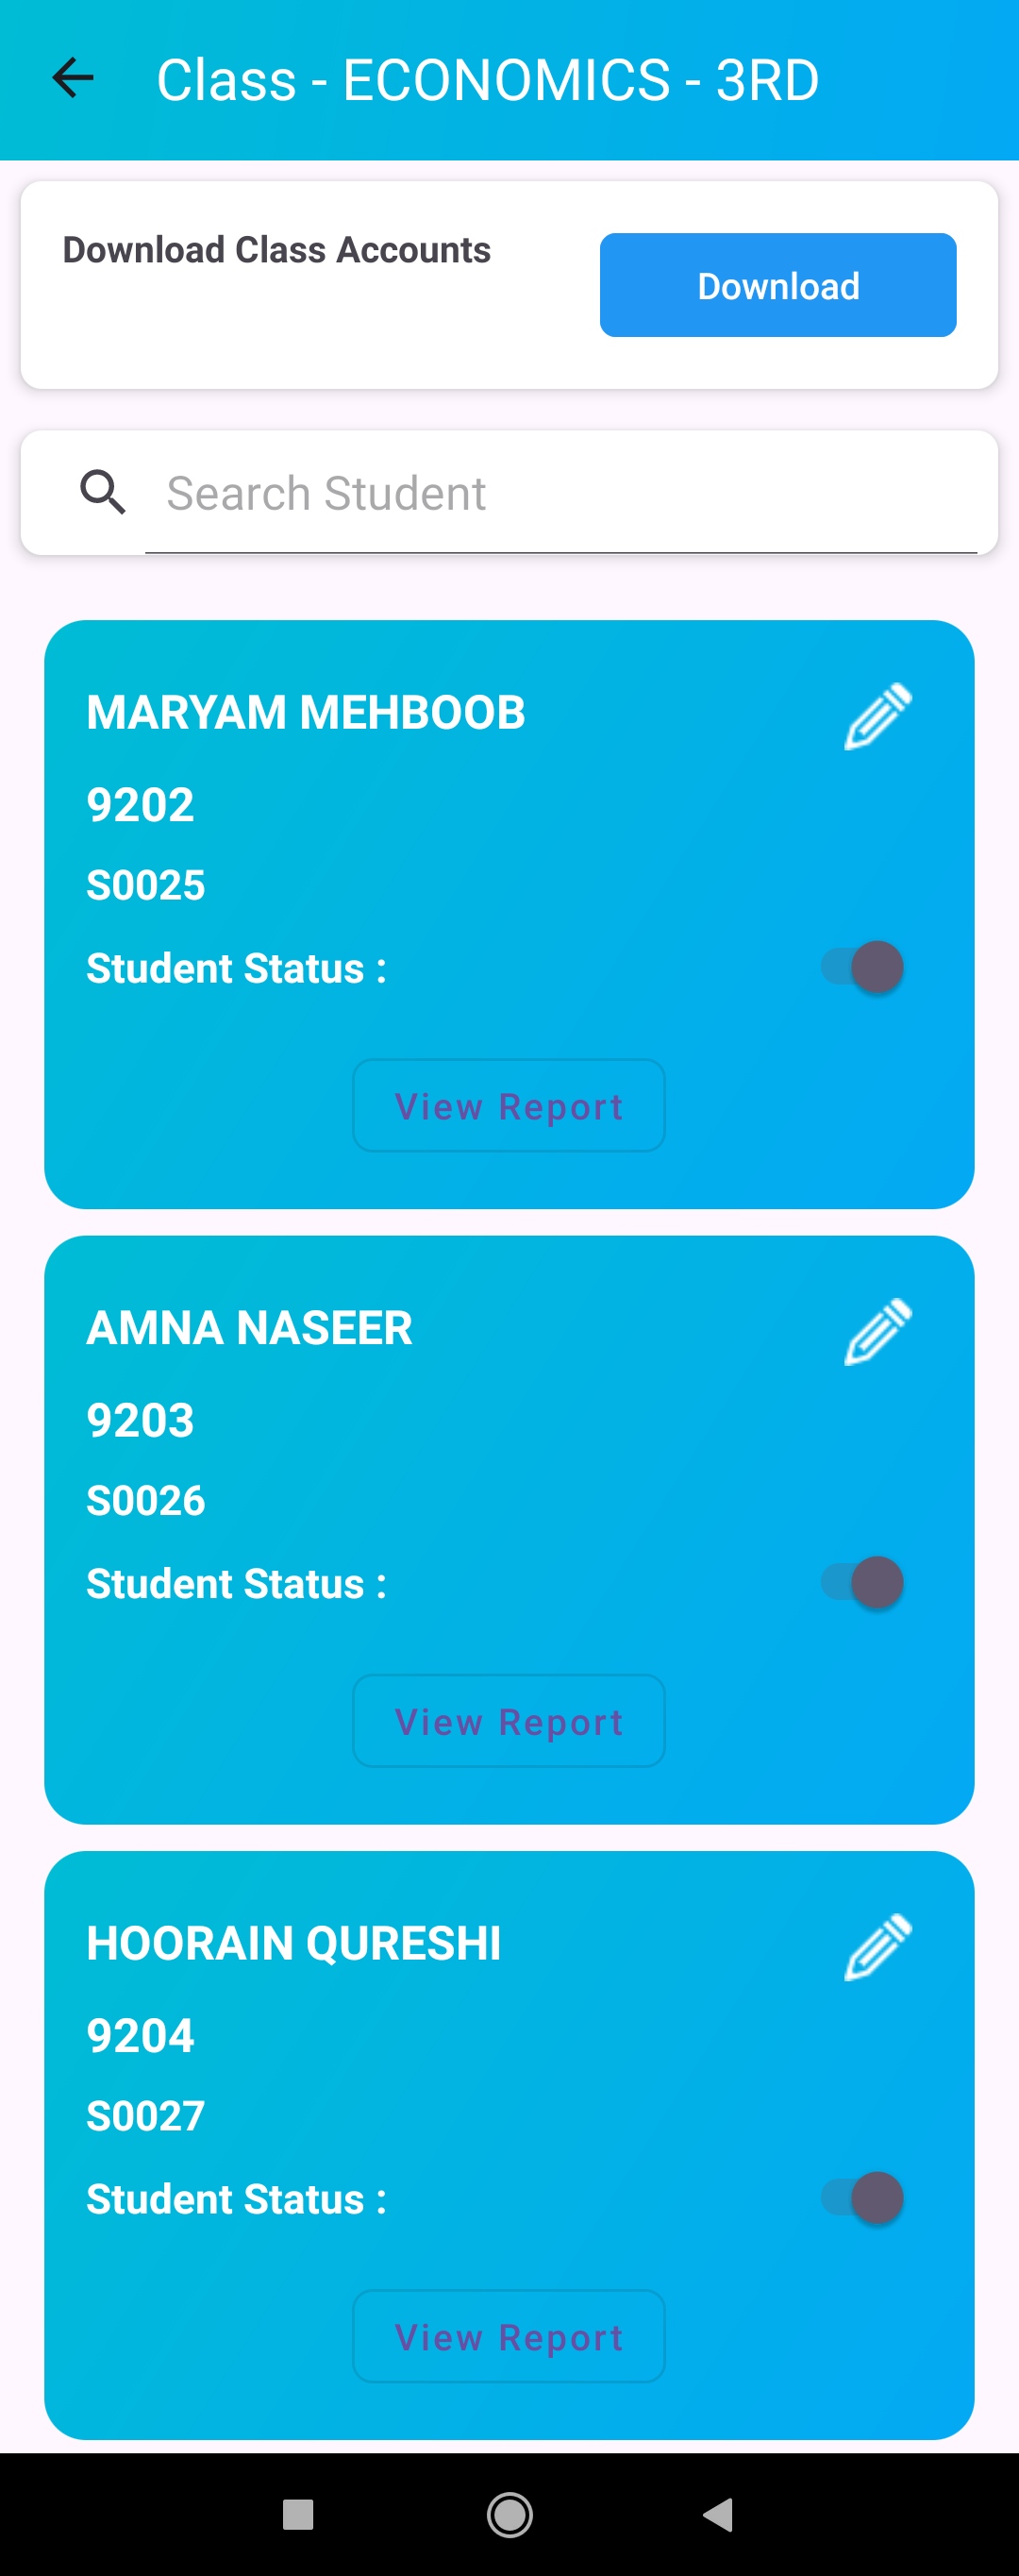 Class - ECONOMICS - 3RD
Download Class Accounts
Download
Search Student
MARYAM MEHBOOB
9202
S0025
Student Status :
View Report
AMNA NASEER
9203
S0026
Student Status :
View Report
HOORAIN QURESHI
9204
S0027
Student Status :
View Report